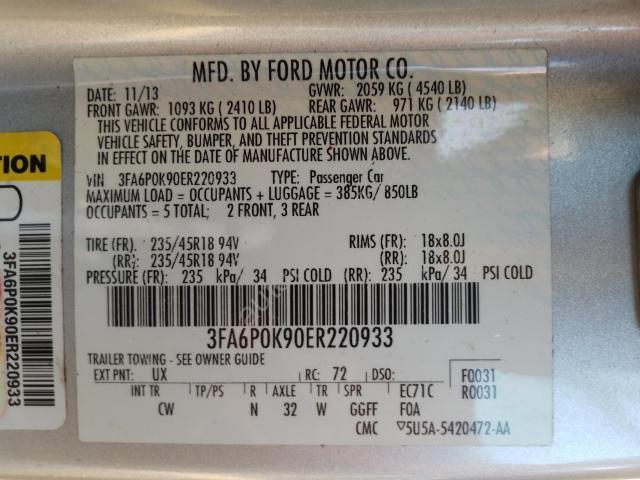 MFD. BY FORD MOTOR CO.
DATE: 11/13 GVWR: 2059 KG ( 4540 LB)
FRONT GAWR: 1093 KG ( 2410 LB) REAR GAWR: 971 KG ( 2140 LB)
THIS VEHICLE CONFORMS TO ALL APPLICABLE FEDERAL MOTOR
VEHICLE SAFETY, BUMPER, AND THEFT PREVENTION STANDARDS
IN EFFECT ON THE DATE OF MANUFACTURE SHOWN ABOVE.
VIN 3FA6P0K90ER220933 TYPE: Passenger Car
MAXIMUM LOAD = OCCUPANTS + LUGGAGE = 385KG/ 850LB
OCCUPANTS = 5 TOTAL; 2 FRONT, 3 REAR
TIRE (FR): 235/45R18 94V RIMS (FR): 18x8.0J
(RR): 235/45R18 94V (RR): 18x8.0J
PRESSURE (FR): 235 kPa/ 34 PSI COLD (RR): 235 kPa/ 34 PSI COLD
3FA6P0K90ER220933
TRAILER TOWING - SEE OWNER GUIDE
EXT PNT: UX RC: 72 DSO: F0031
INT TR TP/PS R AXLE TR SPR EC71C R0031
CW N 32 W GGFF FOA
CMC ▽5U5A-5420472-AA
TION
3FA6P0K90ER220933